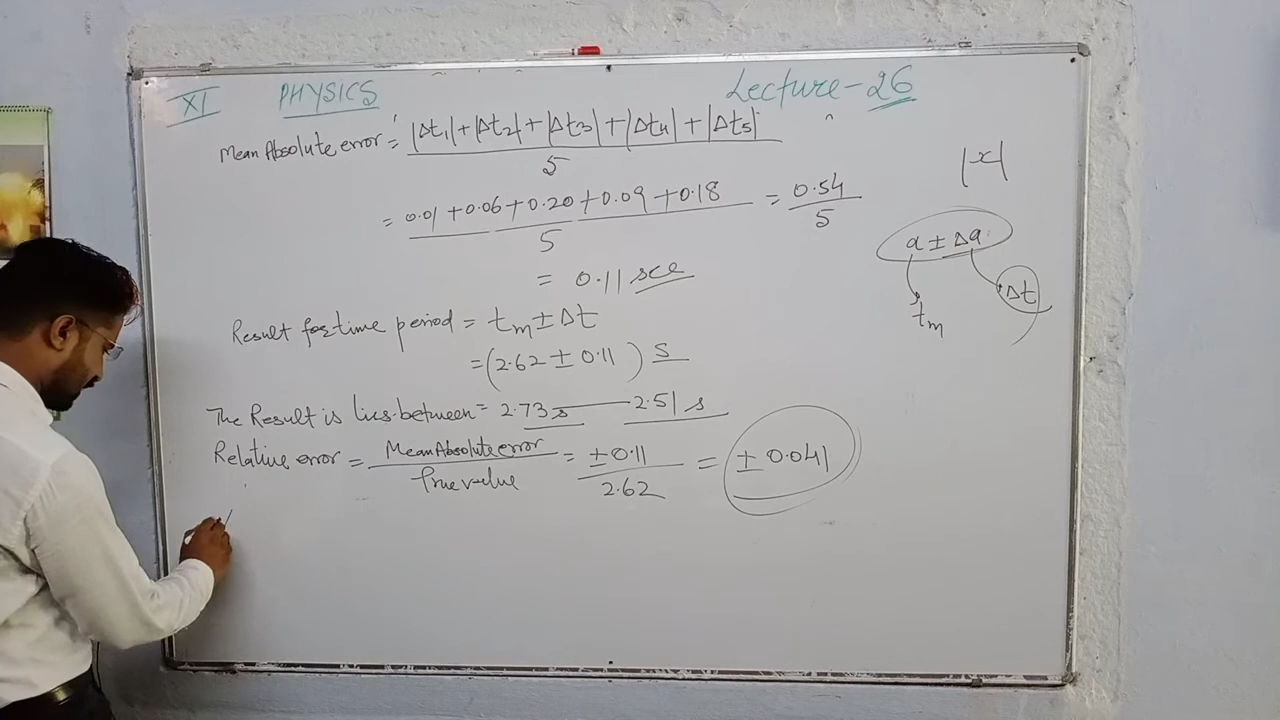 XI PHYSICS Lecture-26
Mean Absolute error = |Δt₁|+|Δt₂|+|Δt₃|+|Δt₄|+|Δt₅| / 5
|x|
= 0.01+0.06+0.20+0.09+0.18 / 5 = 0.54 / 5
a ± Δa
= 0.11 sce
Δt
tm
Result for time period = tm ± Δt
= (2.62 ± 0.11) s
The Result is lies between = 2.73 s — 2.51 s
Relative error = Mean Absolute error / True value = ±0.11 / 2.62 = ±0.041